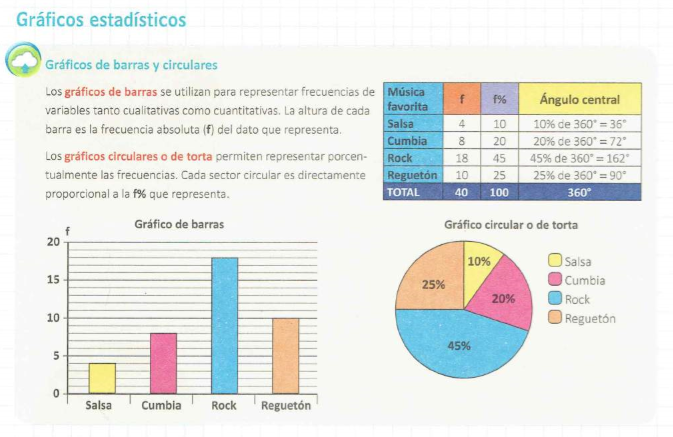 Gráficos estadísticos
Gráficos de barras y circulares
Los gráficos de barras se utilizan para representar frecuencias de
variables tanto cualitativas como cuantitativas. La altura de cada
barra es la frecuencia absoluta (f) del dato que representa.
Los gráficos circulares o de torta permiten representar porcen-
tualmente las frecuencias. Cada sector circular es directamente
proporcional a la f% que representa.
Música favorita f f% Ángulo central
Salsa 4 10 10% de 360° = 36°
Cumbia 8 20 20% de 360° = 72°
Rock 18 45 45% de 360° = 162°
Reguetón 10 25 25% de 360° = 90°
TOTAL 40 100 360°
Gráfico de barras
f
20
15
10
5
0
Salsa Cumbia Rock Reguetón
Gráfico circular o de torta
10%
20%
45%
25%
Salsa
Cumbia
Rock
Reguetón